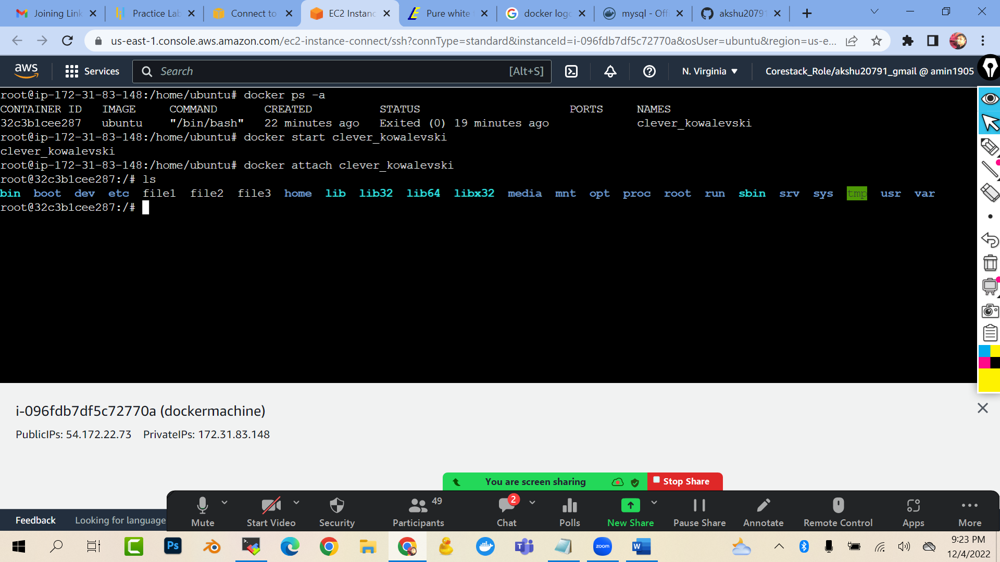 Joining Link
Practice Lab
Connect to
EC2 Instanc
Pure white
docker logo
mysql - Offi
akshu20791
us-east-1.console.aws.amazon.com/ec2-instance-connect/ssh?connType=standard&instanceId=i-096fdb7df5c72770a&osUser=ubuntu&region=us-e...
aws
Services
Search
[Alt+S]
N. Virginia
Corestack_Role/akshu20791_gmail @ amin1905
root@ip-172-31-83-148:/home/ubuntu# docker ps -a
CONTAINER ID IMAGE COMMAND CREATED STATUS PORTS NAMES
32c3b1cee287 ubuntu "/bin/bash" 22 minutes ago Exited (0) 19 minutes ago clever_kowalevski
root@ip-172-31-83-148:/home/ubuntu# docker start clever_kowalevski
clever_kowalevski
root@ip-172-31-83-148:/home/ubuntu# docker attach clever_kowalevski
root@32c3b1cee287:/# ls
bin boot dev etc file1 file2 file3 home lib lib32 lib64 libx32 media mnt opt proc root run sbin srv sys tmp usr var
root@32c3b1cee287:/#
i-096fdb7df5c72770a (dockermachine)
PublicIPs: 54.172.22.73 PrivateIPs: 172.31.83.148
You are screen sharing
Stop Share
49
2
Mute
Start Video
Security
Participants
Chat
Polls
New Share
Pause Share
Annotate
Remote Control
Apps
More
Feedback
Looking for language
Ps
zoom
W
9:23 PM
12/4/2022